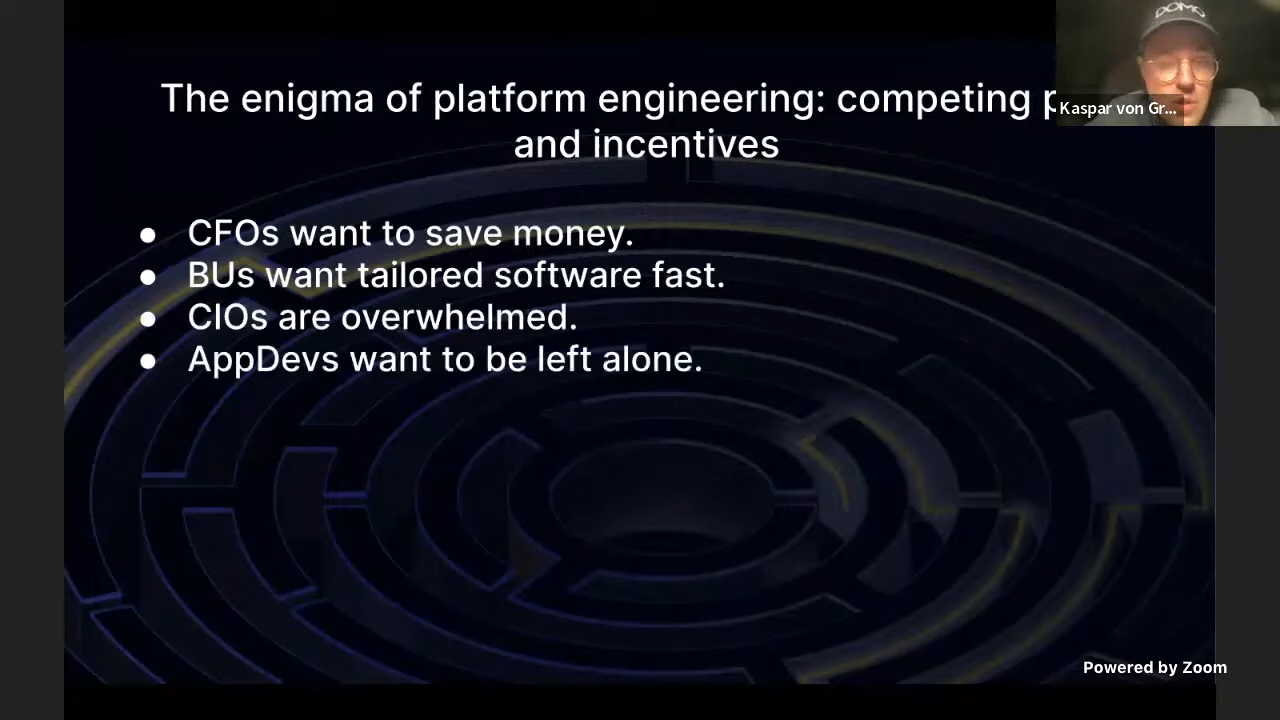 DOMO
The enigma of platform engineering: competing
Kaspar von Gr...
and incentives
● CFOs want to save money.
● BUs want tailored software fast.
● CIOs are overwhelmed.
● AppDevs want to be left alone.
Powered by Zoom